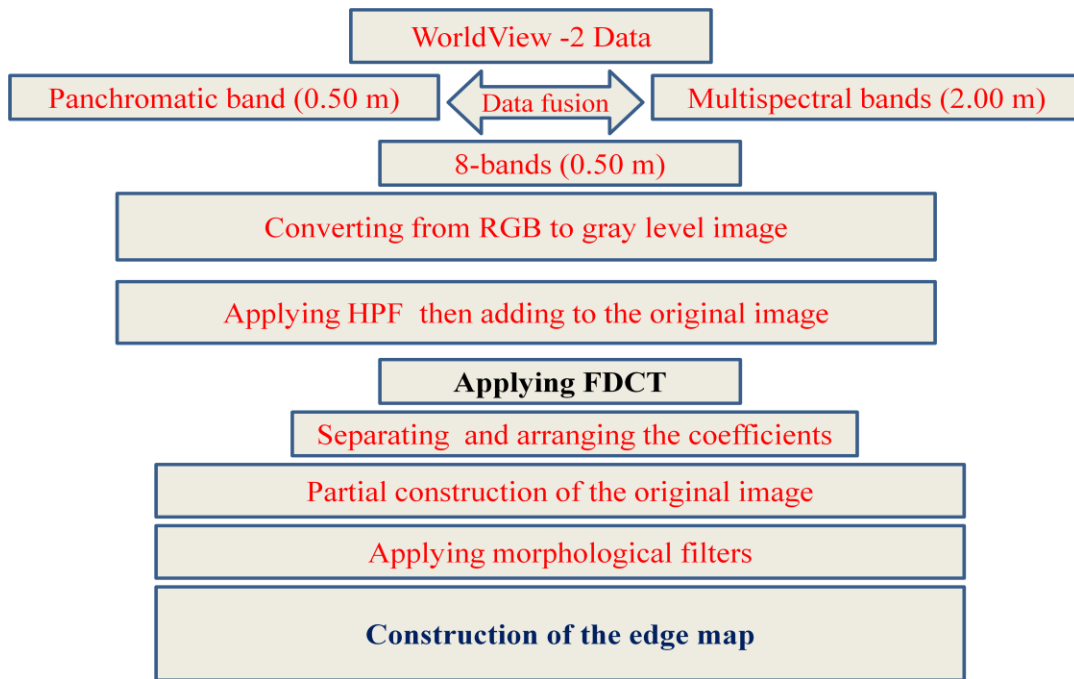 WorldView -2 Data
Panchromatic band (0.50 m)
Data fusion
Multispectral bands (2.00 m)
8-bands (0.50 m)
Converting from RGB to gray level image
Applying HPF  then adding to the original image
Applying FDCT
Separating  and arranging the coefficients
Partial construction of the original image
Applying morphological filters
Construction of the edge map